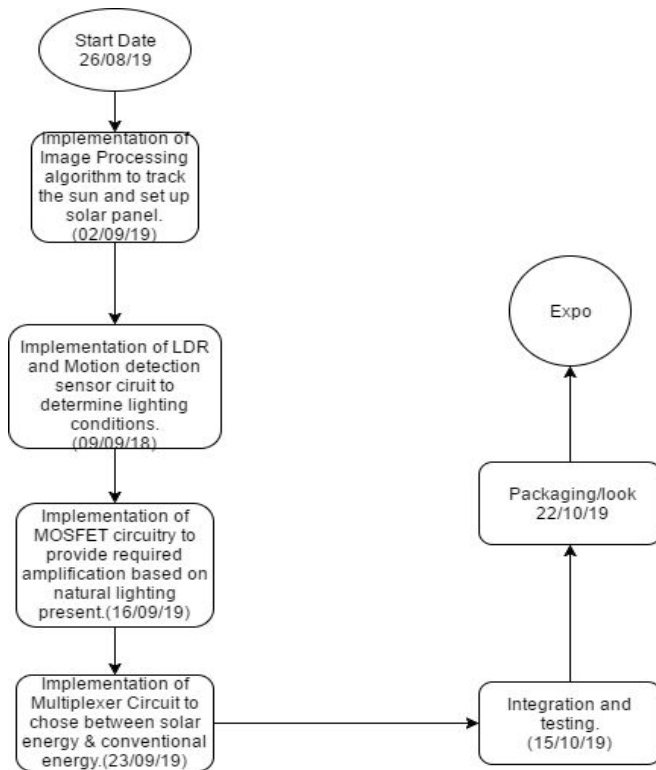 Start Date
26/08/19
Implementation of
Image Processing
algorithm to track
the sun and set up
solar panel.
(02/09/19)
Implementation of LDR
and Motion detection
sensor ciruit to
determine lighting
conditions.
(09/09/18)
Implementation of
MOSFET circuitry to
provide required
amplification based on
natural lighting
present.(16/09/19)
Implementation of
Multiplexer Circuit to
chose between solar
energy & conventional
energy.(23/09/19)
Integration and
testing.
(15/10/19)
Packaging/look
22/10/19
Expo